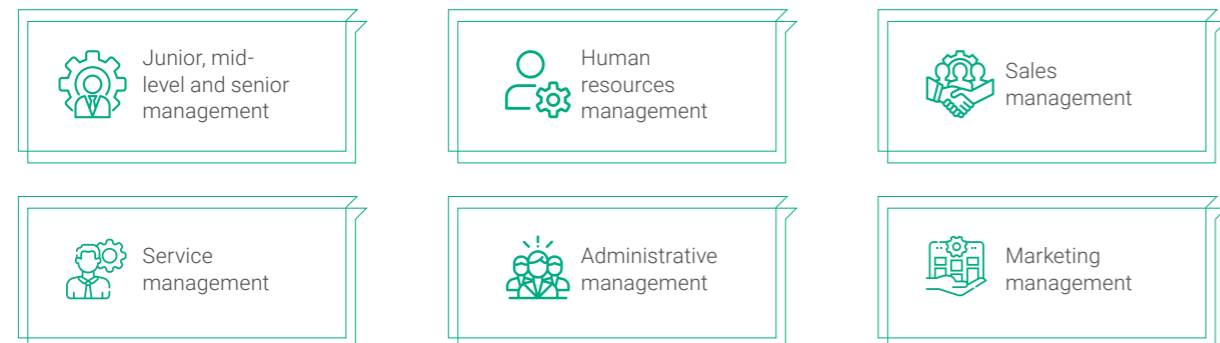 Junior, mid-
level and senior
management
Human
resources
management
Sales
management
Service
management
Administrative
management
Marketing
management